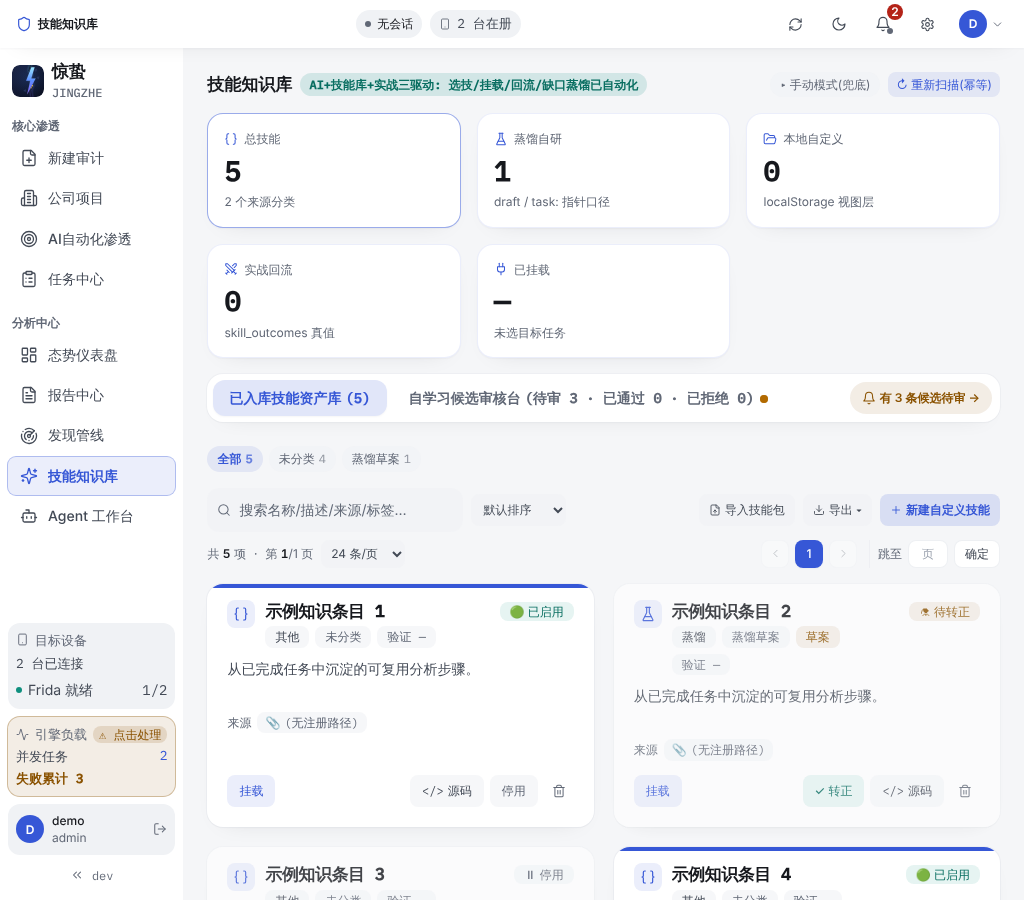 技能知识库
无会话
2 台在册
2
D
惊蛰
JINGZHE
核心渗透
新建审计
公司项目
AI自动化渗透
任务中心
分析中心
态势仪表盘
报告中心
发现管线
技能知识库
Agent 工作台
目标设备
2 台已连接
Frida 就绪 1/2
引擎负载 ⚠ 点击处理
并发任务 2
失败累计 3
D
demo
admin
« dev
技能知识库
AI+技能库+实战三驱动: 选技/挂载/回流/缺口蒸馏已自动化
▸ 手动模式(兜底)
重新扫描(幂等)
总技能
5
2 个来源分类
蒸馏自研
1
draft / task: 指针口径
本地自定义
0
localStorage 视图层
实战回流
0
skill_outcomes 真值
已挂载
—
未选目标任务
已入库技能资产库 (5)
自学习候选审核台 (待审 3 · 已通过 0 · 已拒绝 0)
有 3 条候选待审 →
全部 5
未分类 4
蒸馏草案 1
搜索名称/描述/来源/标签...
默认排序
导入技能包
导出 ▾
+ 新建自定义技能
共 5 项 · 第 1/1 页
24 条/页
‹ 1 ›
跳至 页 确定
{ } 示例知识条目 1
已启用
其他 未分类 验证 —
从已完成任务中沉淀的可复用分析步骤。
来源 📎 (无注册路径)
挂载 </> 源码 停用
示例知识条目 2
待转正
蒸馏 蒸馏草案 草案
验证 —
从已完成任务中沉淀的可复用分析步骤。
来源 📎 (无注册路径)
挂载 ✓ 转正 </> 源码
{ } 示例知识条目 3
⏸ 停用
其他 未分类 验证 —
{ } 示例知识条目 4
已启用
其他 未分类 验证 —